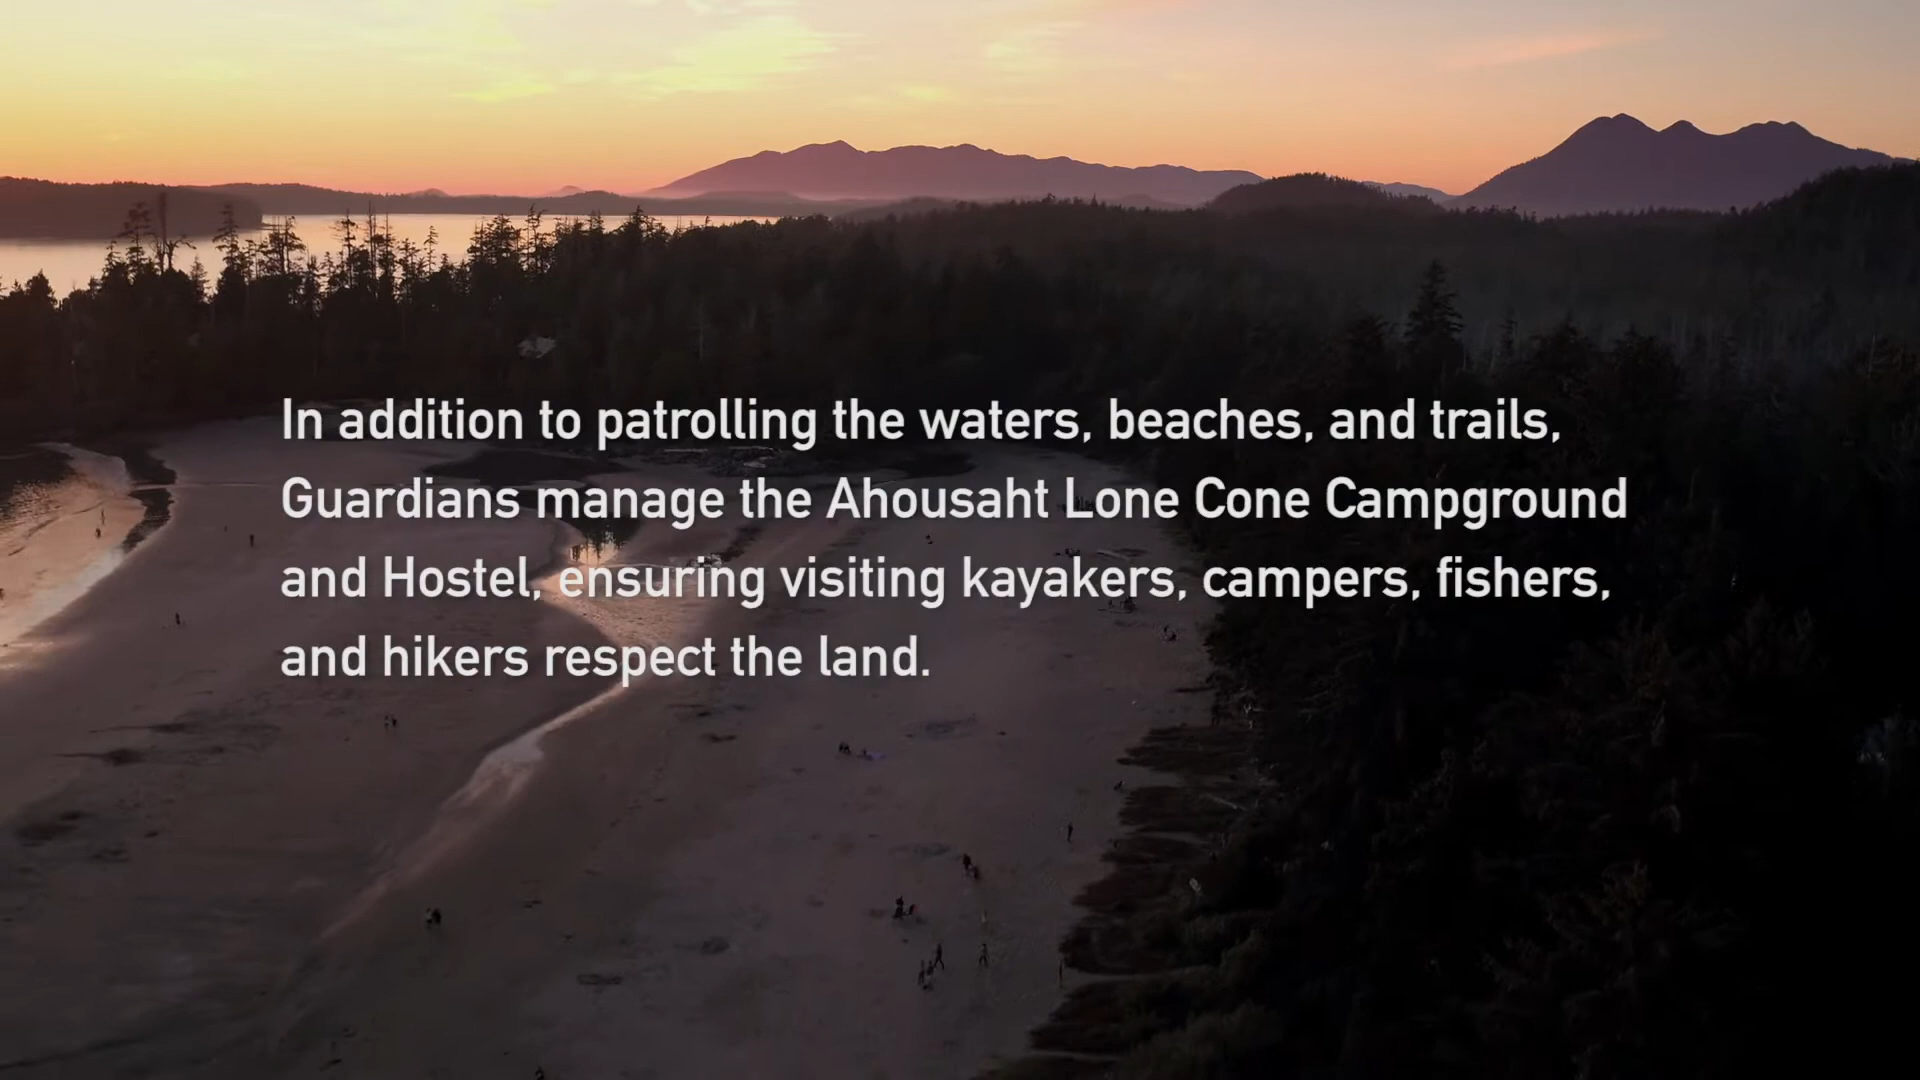 In addition to patrolling the waters, beaches, and trails,
Guardians manage the Ahousaht Lone Cone Campground
and Hostel, ensuring visiting kayakers, campers, fishers,
and hikers respect the land.